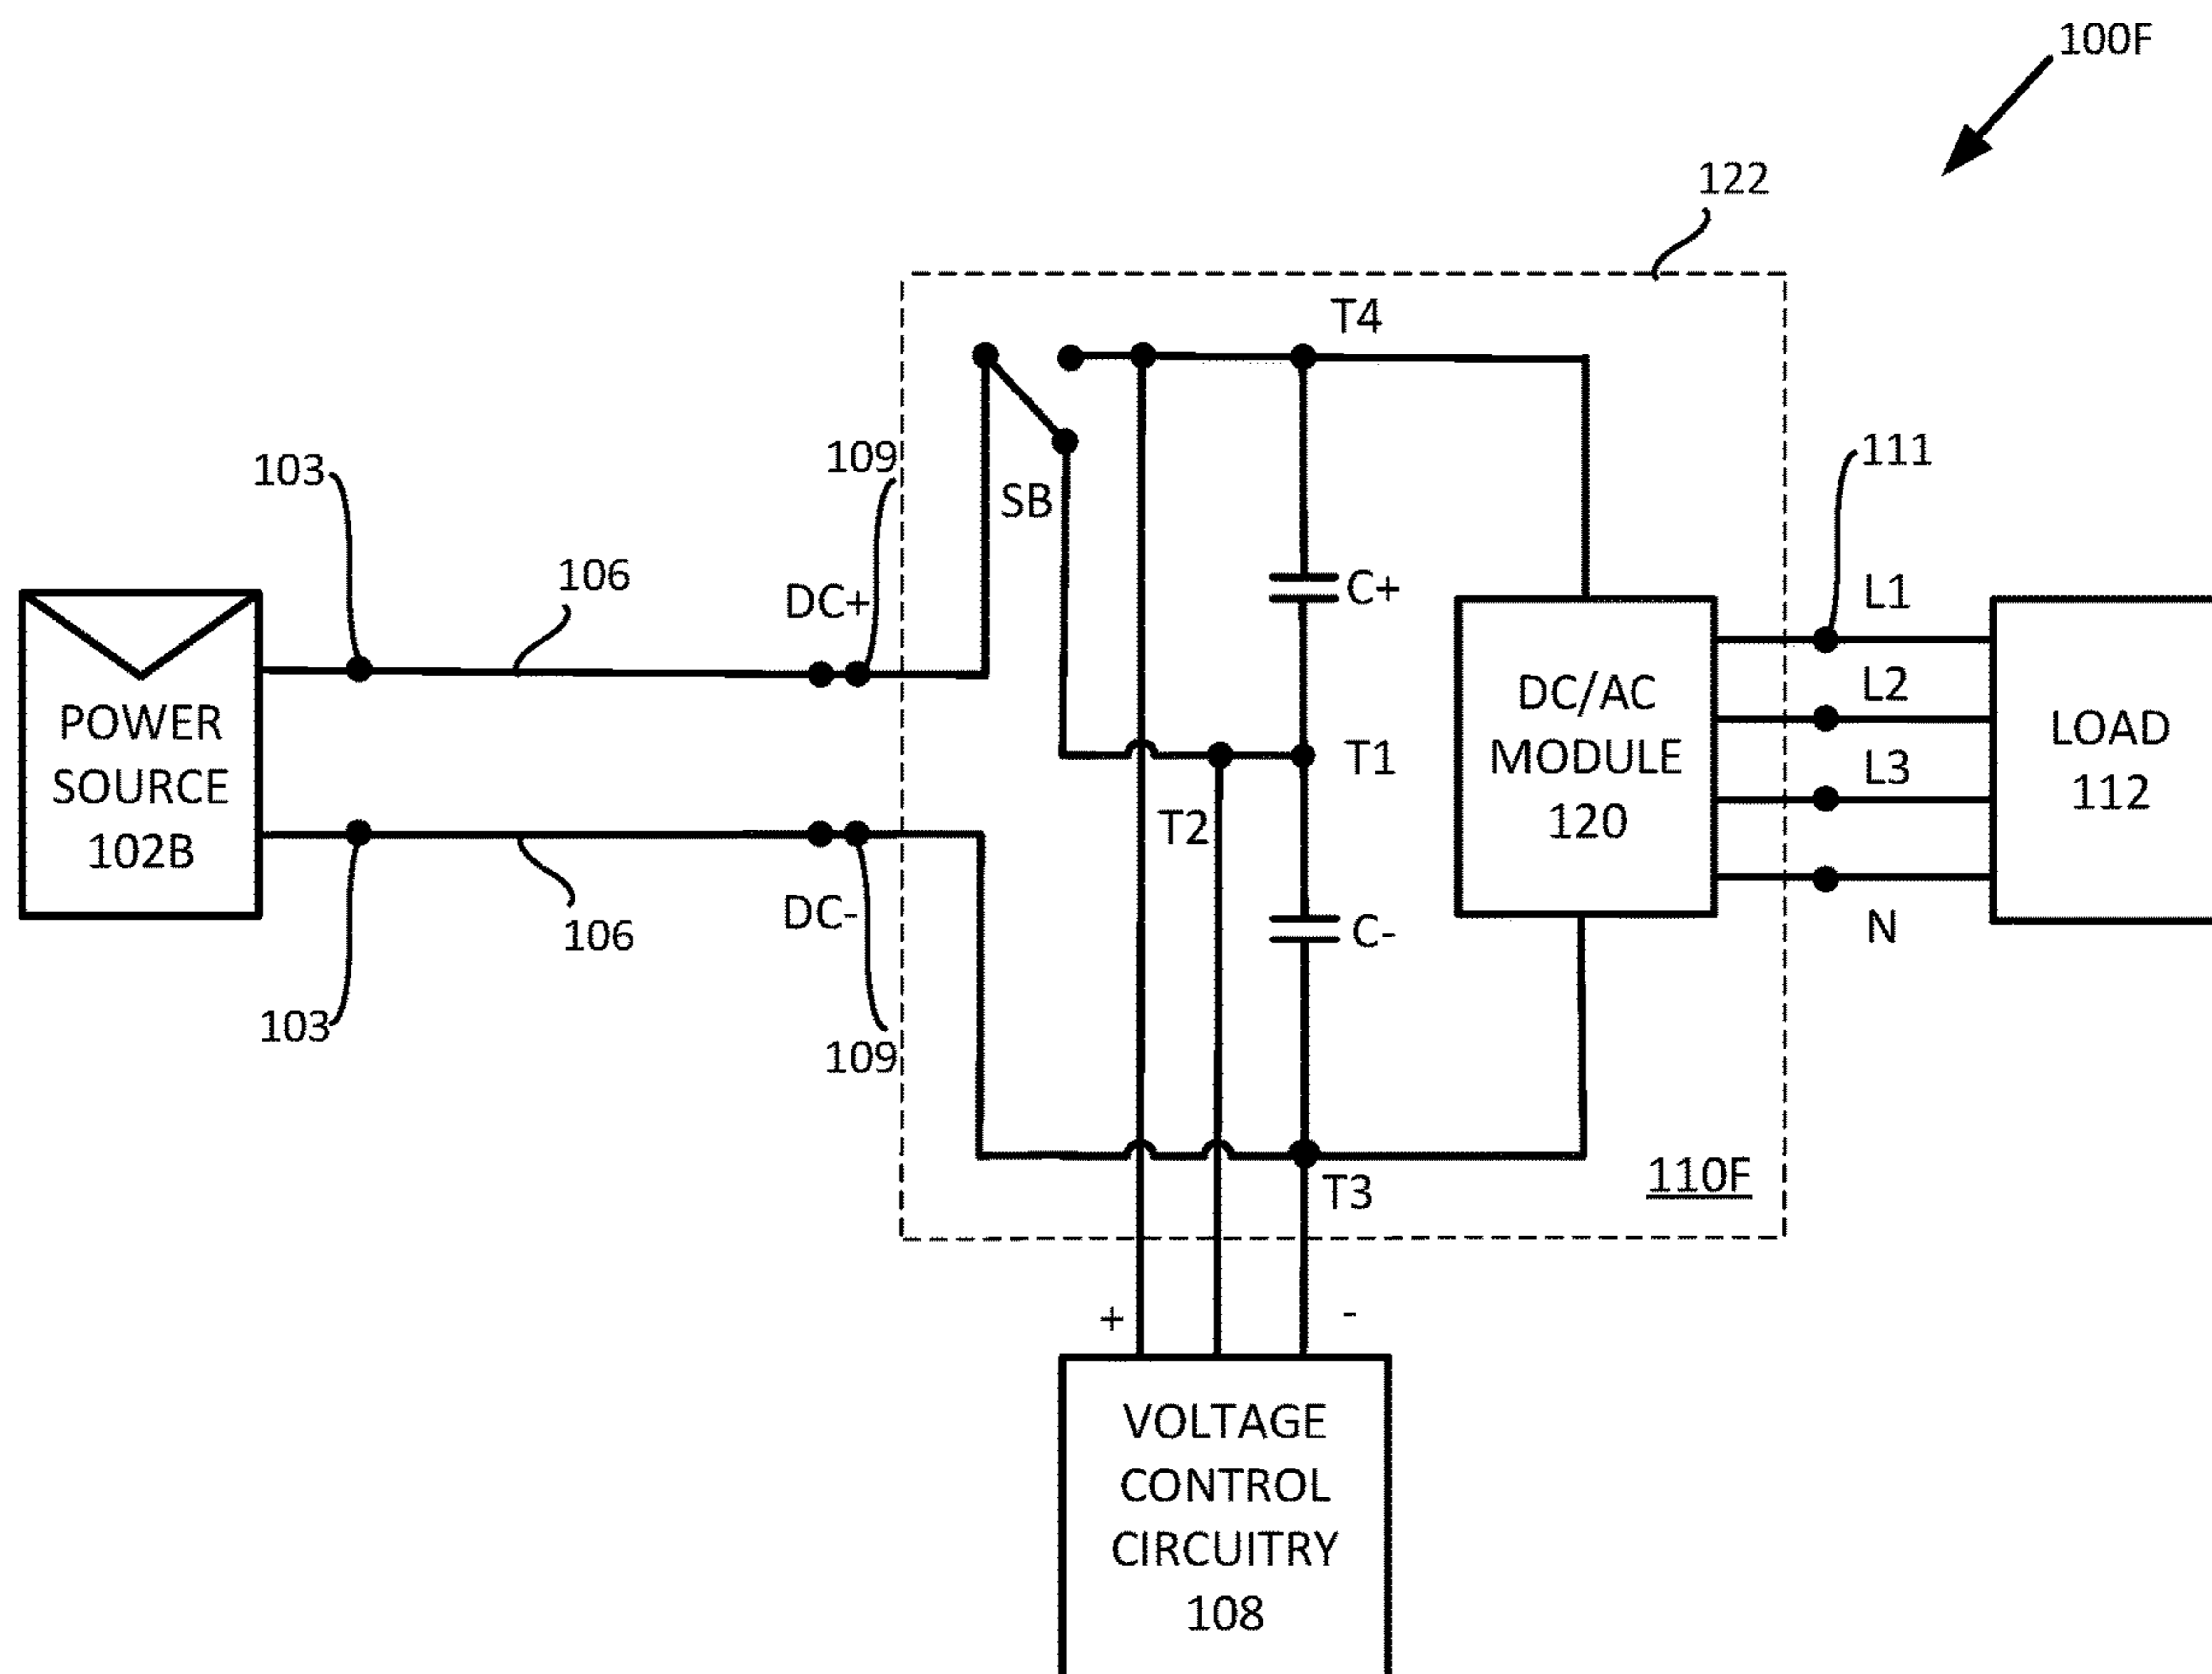 100F
122
T4
109
111
103
SB
106
DC+
C+
L1
POWER
SOURCE
102B
DC/AC
MODULE
120
L2
L3
N
LOAD
112
T1
T2
DC-
C-
106
103
109
T3
110F
+
-
VOLTAGE
CONTROL
CIRCUITRY
108